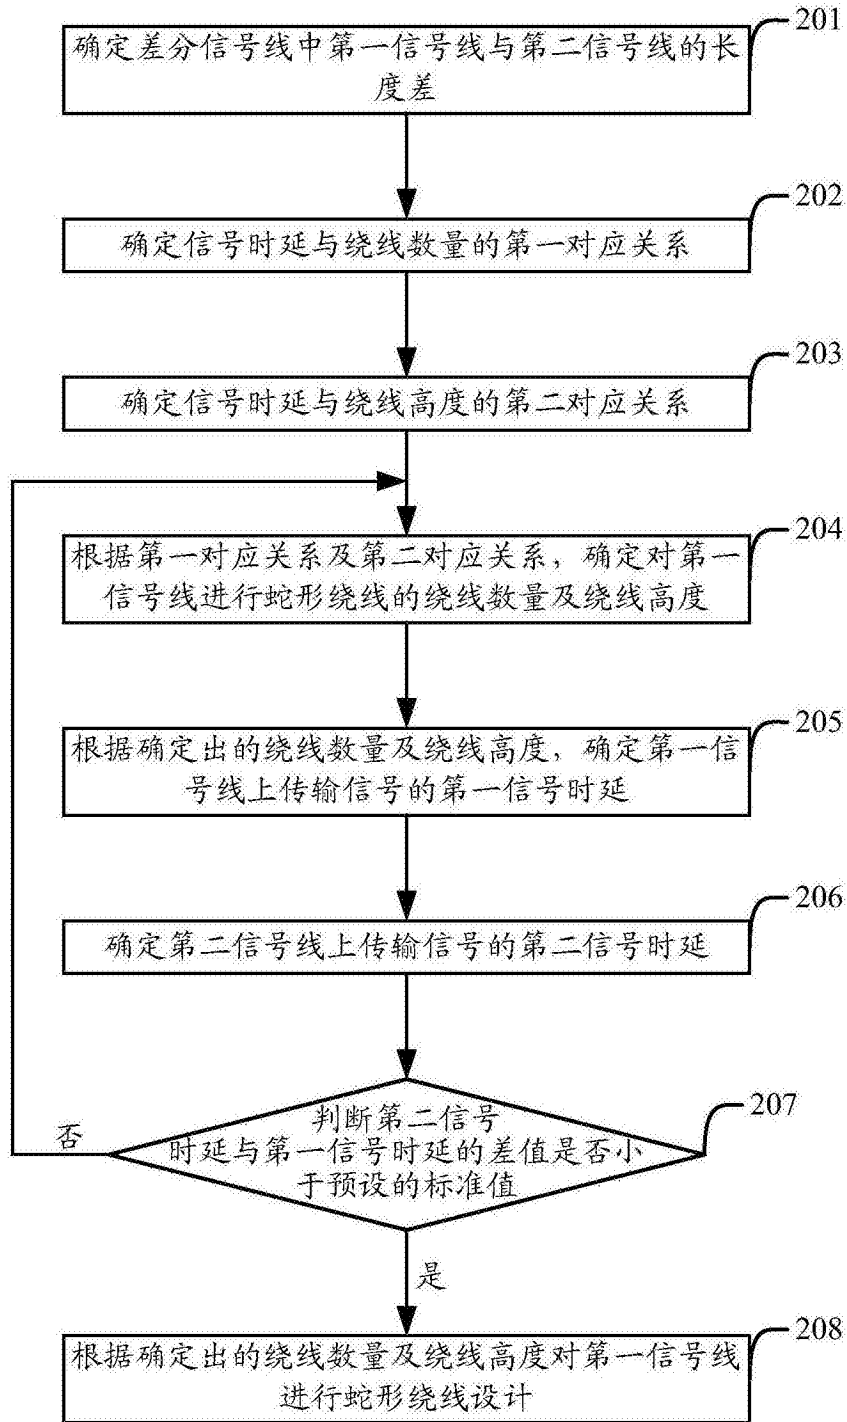 201
确定差分信号线中第一信号线与第二信号线的长
度差
202
确定信号时延与绕线数量的第一对应关系
203
确定信号时延与绕线高度的第二对应关系
204
根据第一对应关系及第二对应关系，确定对第一
信号线进行蛇形绕线的绕线数量及绕线高度
205
根据确定出的绕线数量及绕线高度，确定第一信
号线上传输信号的第一信号时延
206
确定第二信号线上传输信号的第二信号时延
207
判断第二信号
时延与第一信号时延的差值是否小
于预设的标准值
否
是
208
根据确定出的绕线数量及绕线高度对第一信号线
进行蛇形绕线设计